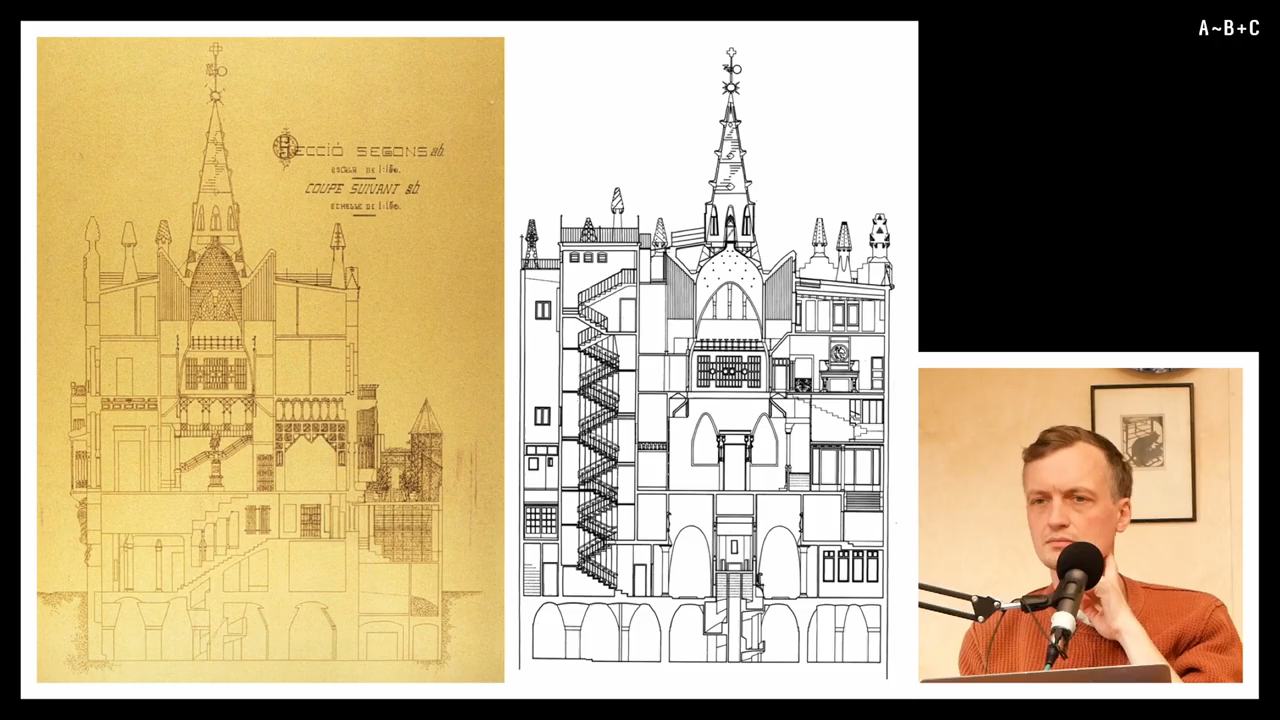 SECCIÓ SEGONS ab.
ESCALA DE 1:100.
COUPE SUIVANT ab.
ECHELLE DE 1:100.
A~B+C